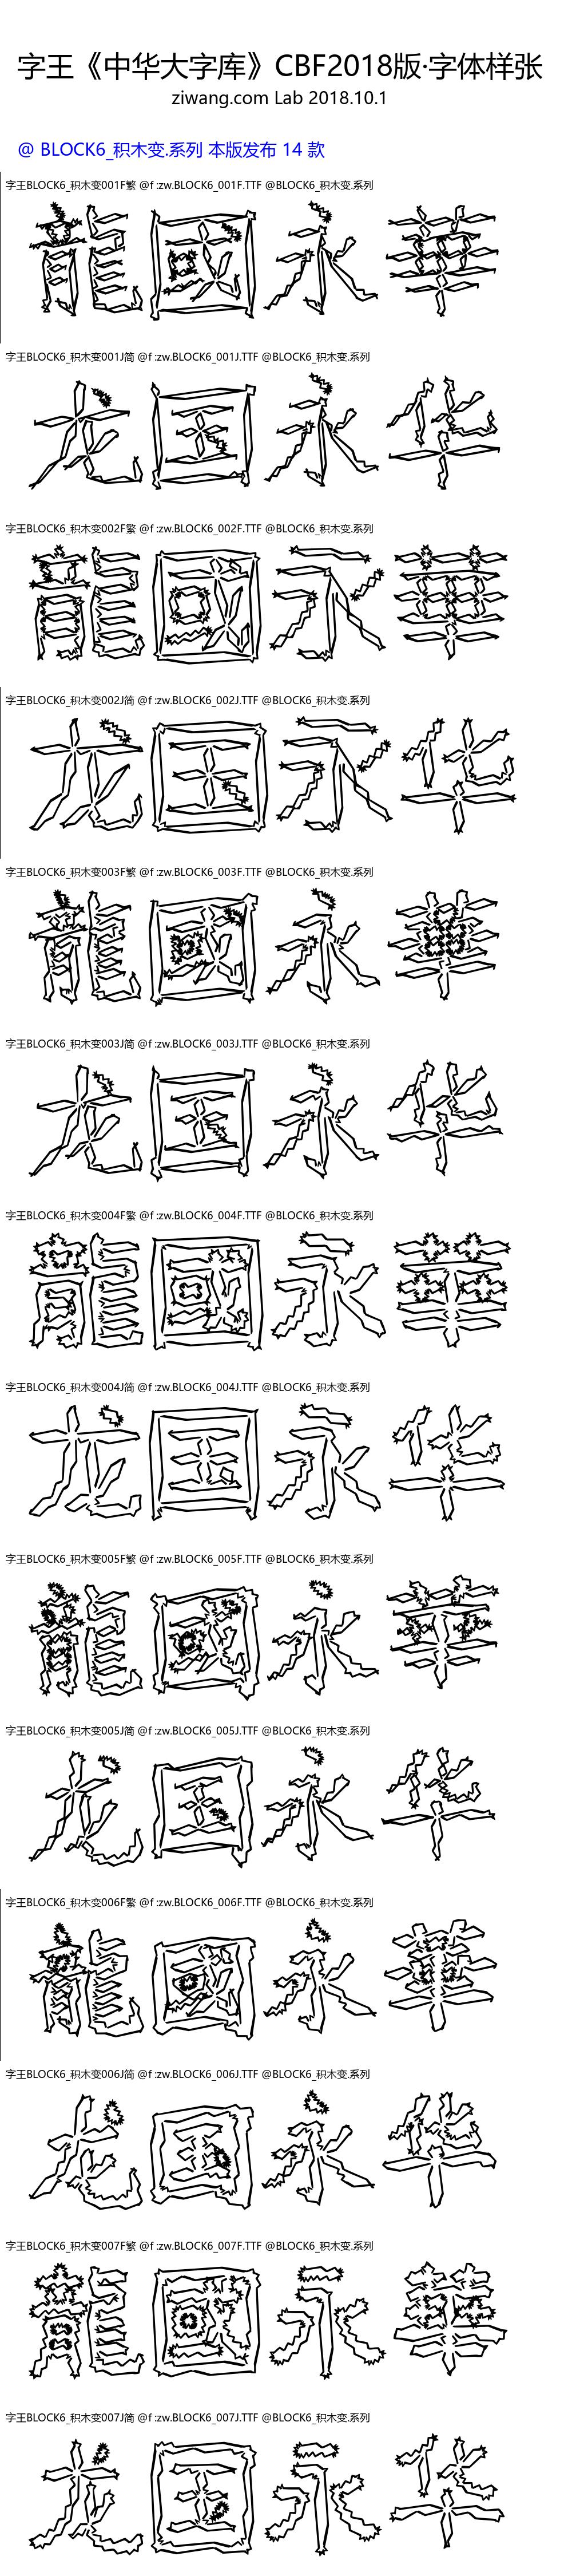 字王《中华大字库》CBF2018版·字体样张
ziwang.com Lab 2018.10.1
@ BLOCK6_积木变.系列 本版发布 14 款
字王BLOCK6_积木变001F繁 @f :zw.BLOCK6_001F.TTF @BLOCK6_积木变.系列
龍國永華
字王BLOCK6_积木变001J简 @f :zw.BLOCK6_001J.TTF @BLOCK6_积木变.系列
龙国永华
字王BLOCK6_积木变002F繁 @f :zw.BLOCK6_002F.TTF @BLOCK6_积木变.系列
龍國永華
字王BLOCK6_积木变002J简 @f :zw.BLOCK6_002J.TTF @BLOCK6_积木变.系列
龙国永华
字王BLOCK6_积木变003F繁 @f :zw.BLOCK6_003F.TTF @BLOCK6_积木变.系列
龍國永華
字王BLOCK6_积木变003J简 @f :zw.BLOCK6_003J.TTF @BLOCK6_积木变.系列
龙国永华
字王BLOCK6_积木变004F繁 @f :zw.BLOCK6_004F.TTF @BLOCK6_积木变.系列
龍國永華
字王BLOCK6_积木变004J简 @f :zw.BLOCK6_004J.TTF @BLOCK6_积木变.系列
龙国永华
字王BLOCK6_积木变005F繁 @f :zw.BLOCK6_005F.TTF @BLOCK6_积木变.系列
龍國永華
字王BLOCK6_积木变005J简 @f :zw.BLOCK6_005J.TTF @BLOCK6_积木变.系列
龙国永华
字王BLOCK6_积木变006F繁 @f :zw.BLOCK6_006F.TTF @BLOCK6_积木变.系列
龍國永華
字王BLOCK6_积木变006J简 @f :zw.BLOCK6_006J.TTF @BLOCK6_积木变.系列
龙国永华
字王BLOCK6_积木变007F繁 @f :zw.BLOCK6_007F.TTF @BLOCK6_积木变.系列
龍國永華
字王BLOCK6_积木变007J简 @f :zw.BLOCK6_007J.TTF @BLOCK6_积木变.系列
龙国永华